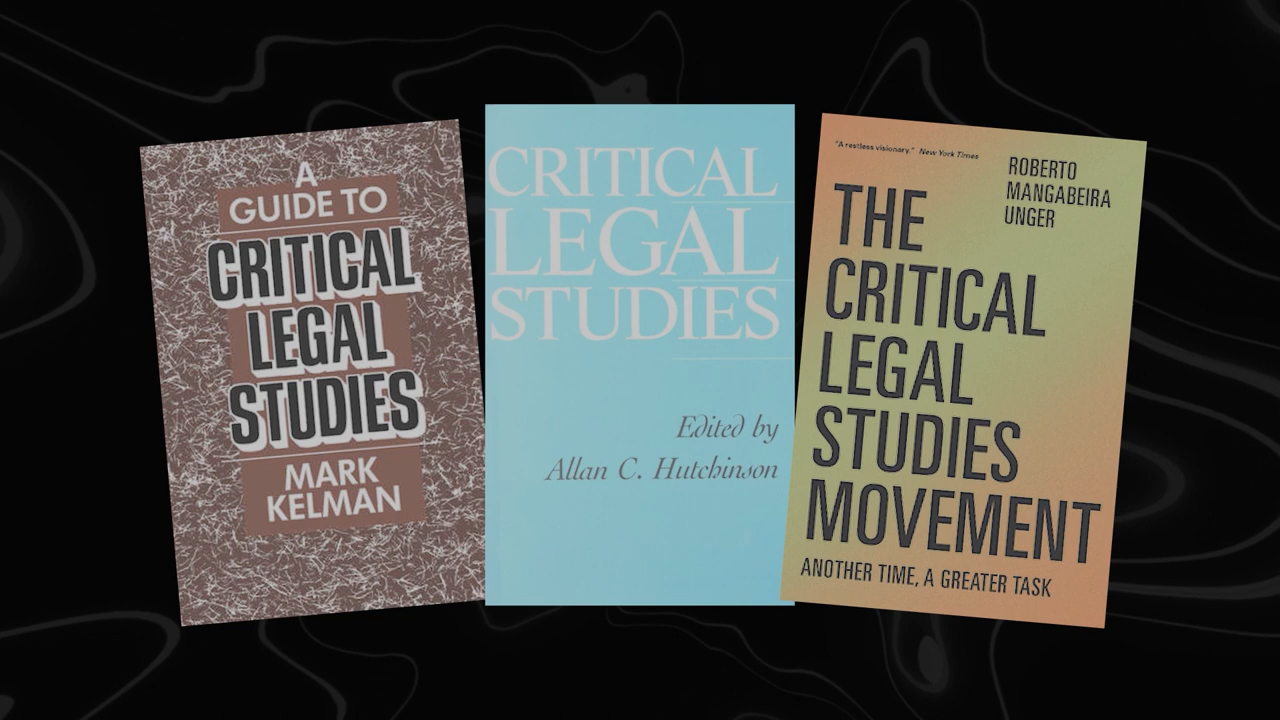 A
GUIDE TO
CRITICAL
LEGAL
STUDIES
MARK
KELMAN
CRITICAL
LEGAL
STUDIES
Edited by
Allan C. Hutchinson
"A restless visionary." New York Times
ROBERTO
MANGABEIRA
UNGER
THE
CRITICAL
LEGAL
STUDIES
MOVEMENT
ANOTHER TIME, A GREATER TASK